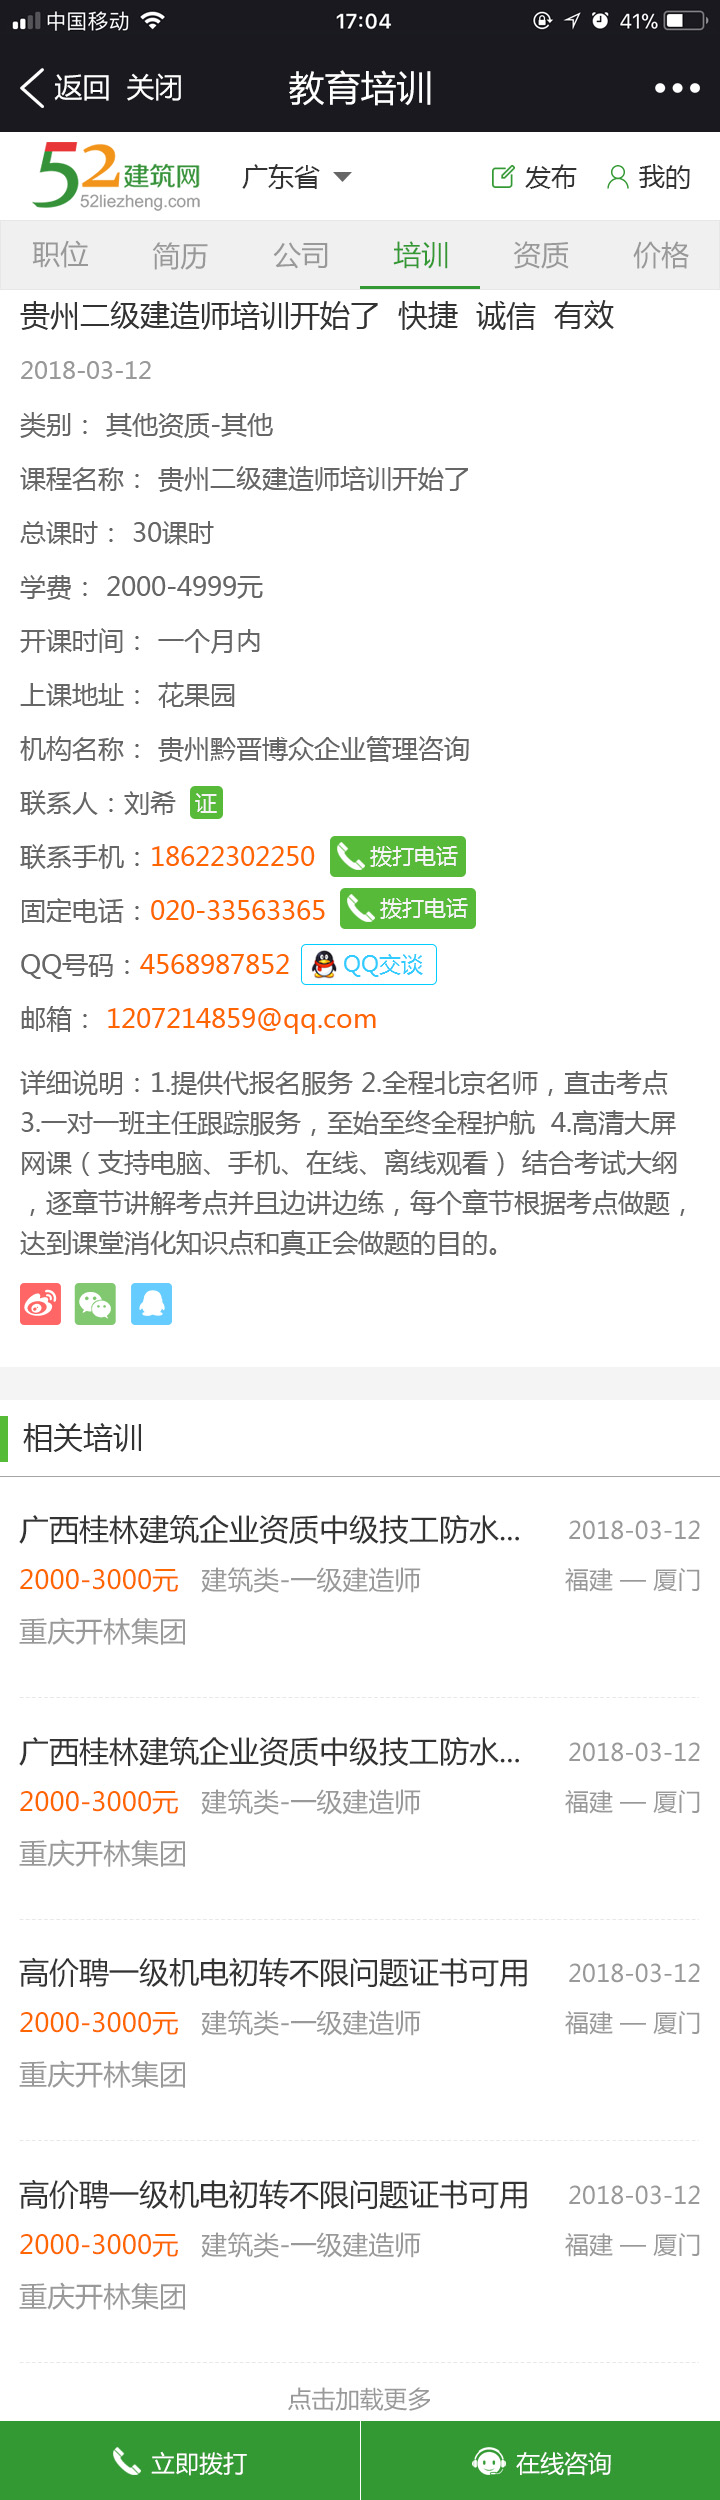 中国移动 17:04 41%
返回 关闭 教育培训
52建筑网 广东省 发布 我的
52liezheng.com
职位 简历 公司 培训 资质 价格
贵州二级建造师培训开始了 快捷 诚信 有效
2018-03-12
类别： 其他资质-其他
课程名称： 贵州二级建造师培训开始了
总课时： 30课时
学费： 2000-4999元
开课时间： 一个月内
上课地址： 花果园
机构名称： 贵州黔晋博众企业管理咨询
联系人：刘希 证
联系手机：18622302250 拨打电话
固定电话：020-33563365 拨打电话
QQ号码：4568987852 QQ交谈
邮箱： 1207214859@qq.com
详细说明：1.提供代报名服务 2.全程北京名师，直击考点
3.一对一班主任跟踪服务，至始至终全程护航 4.高清大屏
网课（支持电脑、手机、在线、离线观看） 结合考试大纲
，逐章节讲解考点并且边讲边练，每个章节根据考点做题，
达到课堂消化知识点和真正会做题的目的。
相关培训
广西桂林建筑企业资质中级技工防水... 2018-03-12
2000-3000元 建筑类-一级建造师 福建 — 厦门
重庆开林集团
广西桂林建筑企业资质中级技工防水... 2018-03-12
2000-3000元 建筑类-一级建造师 福建 — 厦门
重庆开林集团
高价聘一级机电初转不限问题证书可用 2018-03-12
2000-3000元 建筑类-一级建造师 福建 — 厦门
重庆开林集团
高价聘一级机电初转不限问题证书可用 2018-03-12
2000-3000元 建筑类-一级建造师 福建 — 厦门
重庆开林集团
点击加载更多
立即拨打 在线咨询